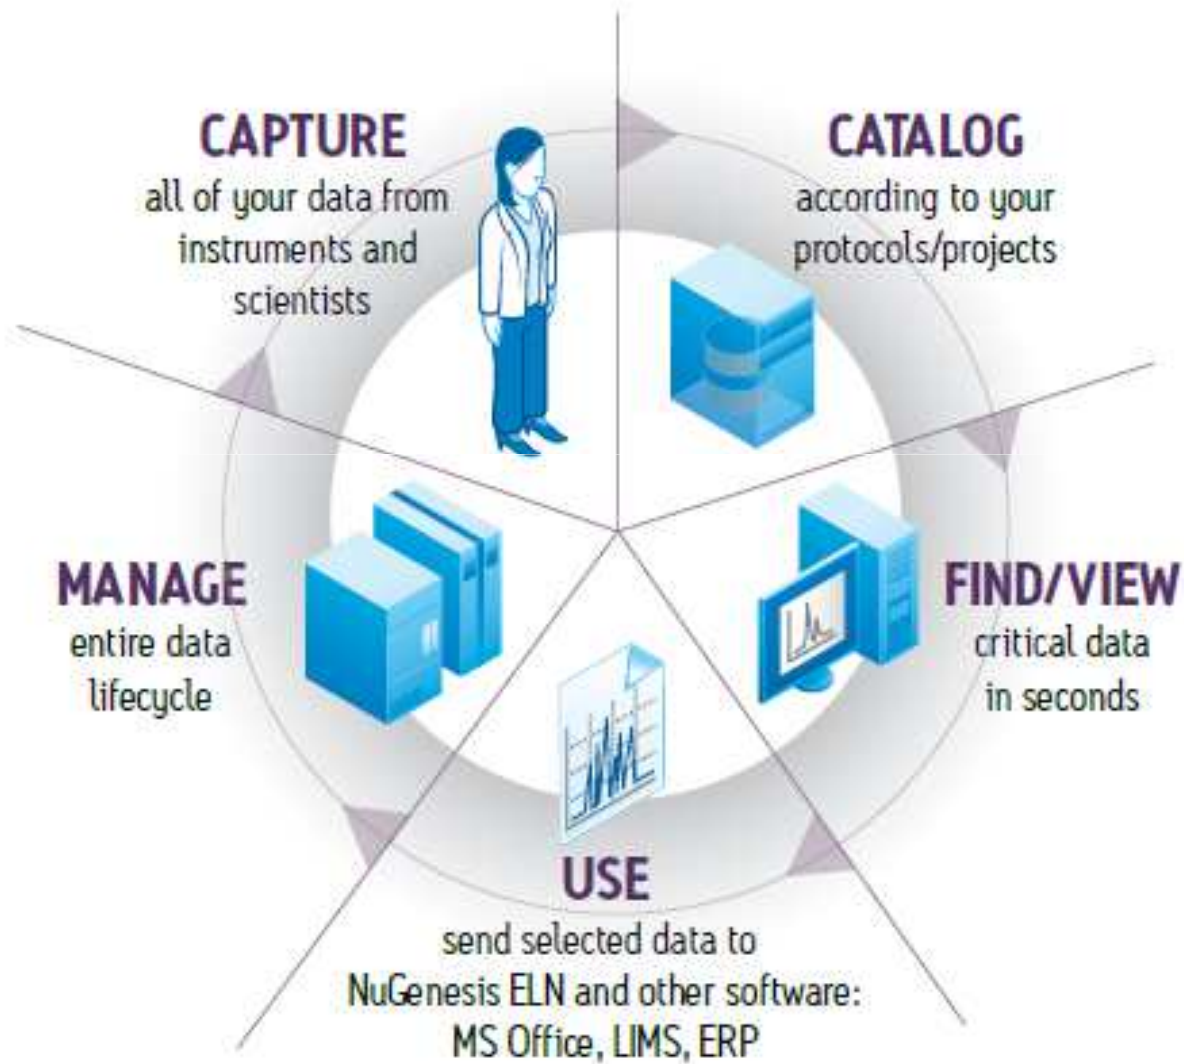 CAPTURE
all of your data from
instruments and
scientists
CATALOG
according to your
protocols/projects
FIND/VIEW
critical data
in seconds
USE
send selected data to
NuGenesis ELN and other software:
MS Office, LIMS, ERP
MANAGE
entire data
lifecycle